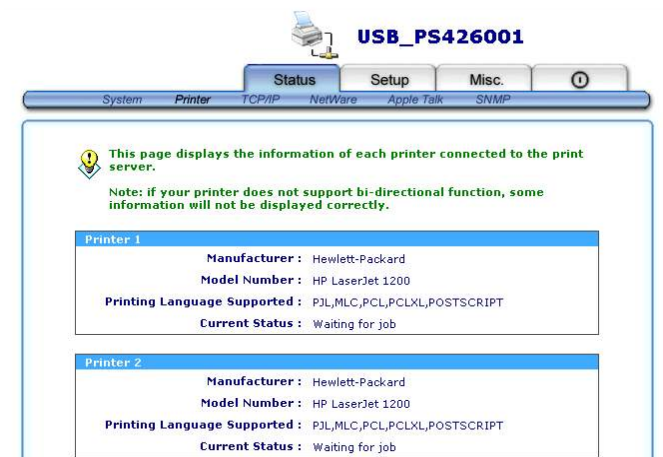 USB_PS426001
Status Setup Misc.
System Printer TCP/IP NetWare Apple Talk SNMP
This page displays the information of each printer connected to the print
server.
Note: if your printer does not support bi-directional function, some
information will not be displayed correctly.
Printer 1
Manufacturer : Hewlett-Packard
Model Number : HP LaserJet 1200
Printing Language Supported : PJL,MLC,PCL,PCLXL,POSTSCRIPT
Current Status : Waiting for job
Printer 2
Manufacturer : Hewlett-Packard
Model Number : HP LaserJet 1200
Printing Language Supported : PJL,MLC,PCL,PCLXL,POSTSCRIPT
Current Status : Waiting for job